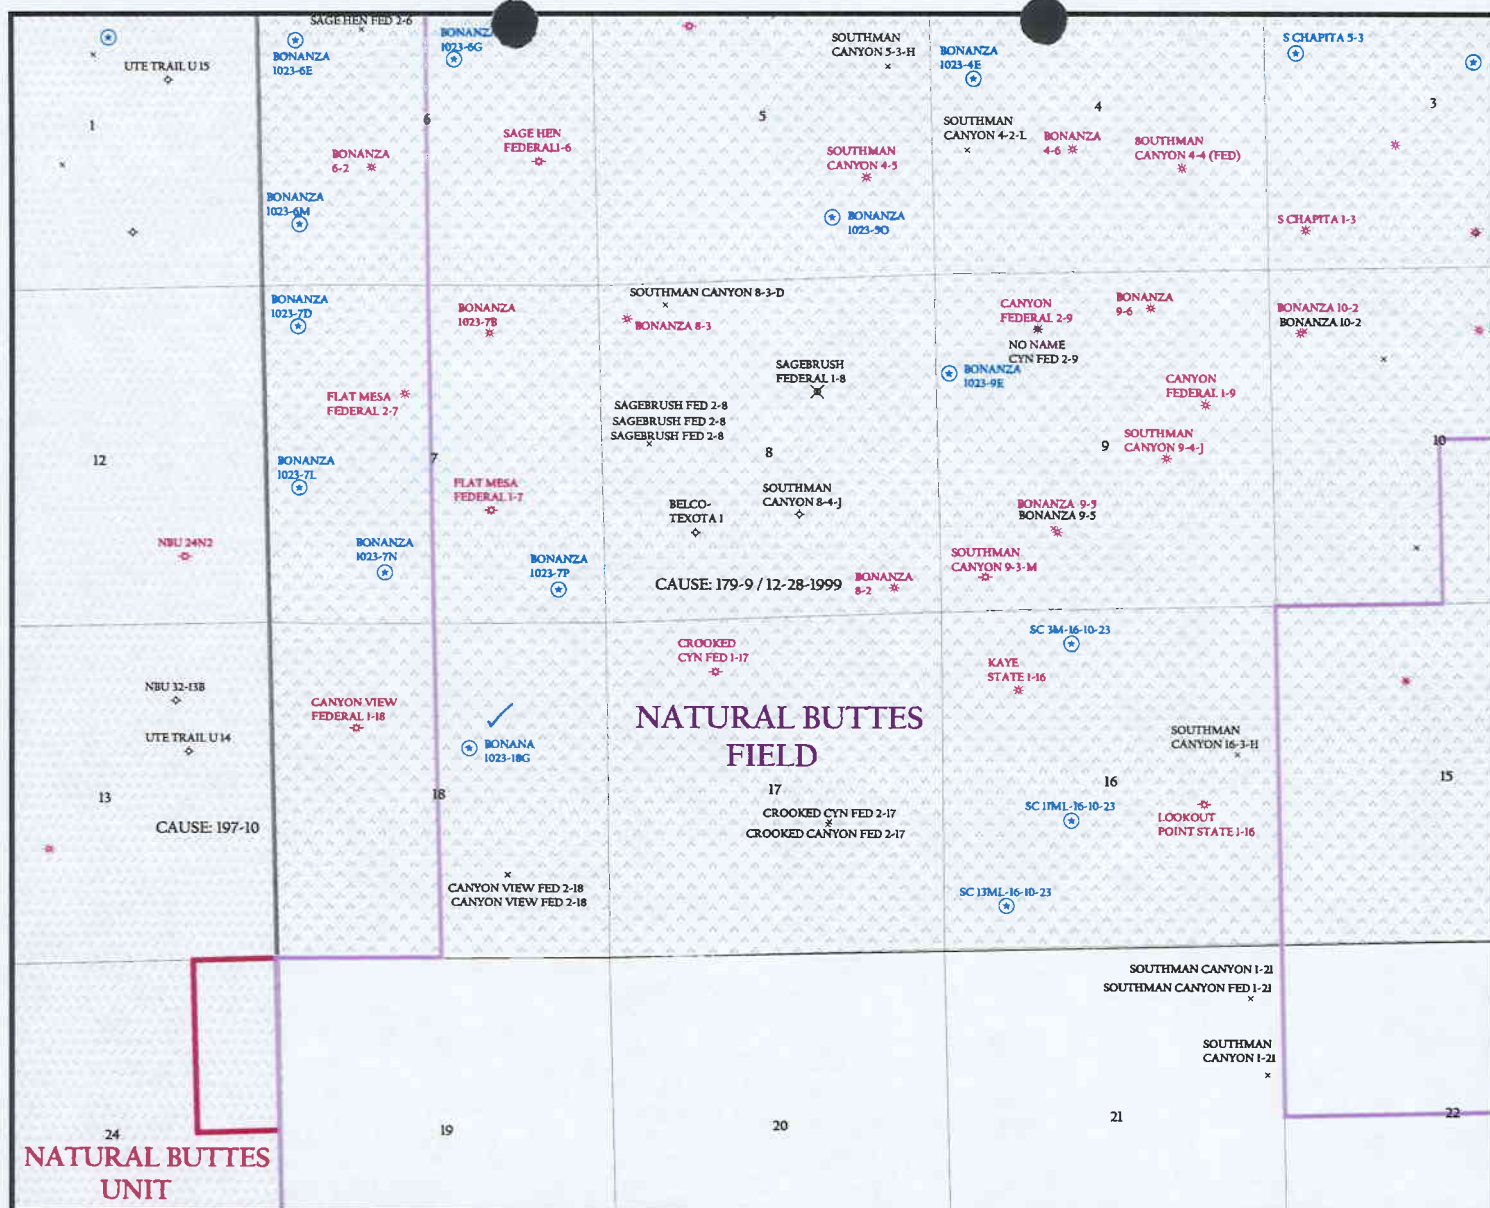 SAGE HEN FED 2-6
UTE TRAIL U 15
BONANZA
1023-6E
BONANZA
1023-6G
SOUTHMAN
CANYON 5-3-H
BONANZA
1023-4E
S CHAPITA 5-3
1
6
5
4
3
BONANZA
6-2
SAGE HEN
FEDERAL1-6
SOUTHMAN
CANYON 4-5
SOUTHMAN
CANYON 4-2-L
BONANZA
4-6
SOUTHMAN
CANYON 4-4 (FED)
BONANZA
1023-6M
BONANZA
1023-5O
S CHAPITA 1-3
BONANZA
1023-7D
BONANZA
1023-7B
SOUTHMAN CANYON 8-3-D
BONANZA 8-3
CANYON
FEDERAL 2-9
NO NAME
CYN FED 2-9
BONANZA
9-6
BONANZA 10-2
BONANZA 10-2
SAGEBRUSH
FEDERAL 1-8
BONANZA
1023-9E
FLAT MESA
FEDERAL 2-7
SAGEBRUSH FED 2-8
SAGEBRUSH FED 2-8
SAGEBRUSH FED 2-8
CANYON
FEDERAL 1-9
SOUTHMAN
CANYON 9-4-J
12
7
8
9
10
BONANZA
1023-7L
FLAT MESA
FEDERAL 1-7
BELCO-
TEXOTA 1
SOUTHMAN
CANYON 8-4-J
BONANZA 9-5
BONANZA 9-5
NBU 24N2
BONANZA
1023-7N
BONANZA
1023-7P
CAUSE: 179-9 / 12-28-1999
BONANZA
8-2
SOUTHMAN
CANYON 9-3-M
SC 3M-16-10-23
CROOKED
CYN FED 1-17
KAYE
STATE 1-16
NBU 32-13B
CANYON VIEW
FEDERAL 1-18
UTE TRAIL U 14
BONANA
1023-18G
NATURAL BUTTES
FIELD
SOUTHMAN
CANYON 16-3-H
13
18
17
16
15
CAUSE: 197-10
CROOKED CYN FED 2-17
CROOKED CANYON FED 2-17
SC 11ML-16-10-23
LOOKOUT
POINT STATE 1-16
CANYON VIEW FED 2-18
CANYON VIEW FED 2-18
SC 13ML-16-10-23
SOUTHMAN CANYON 1-21
SOUTHMAN CANYON FED 1-21
SOUTHMAN
CANYON 1-21
24
19
20
21
22
NATURAL BUTTES
UNIT